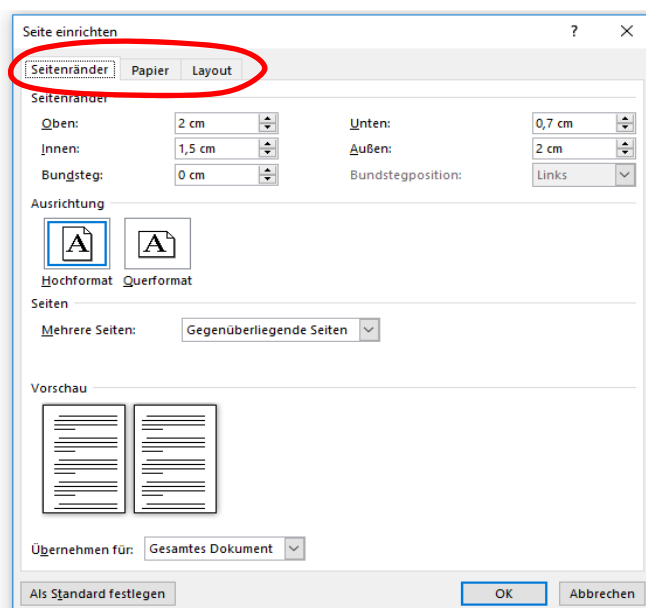 Seite einrichten ? ×
Seitenränder Papier Layout
Seitenränder
Oben: 2 cm Unten: 0,7 cm
Innen: 1,5 cm Außen: 2 cm
Bundsteg: 0 cm Bundstegposition: Links
Ausrichtung
A A
Hochformat Querformat
Seiten
Mehrere Seiten: Gegenüberliegende Seiten
Vorschau
Übernehmen für: Gesamtes Dokument
Als Standard festlegen OK Abbrechen